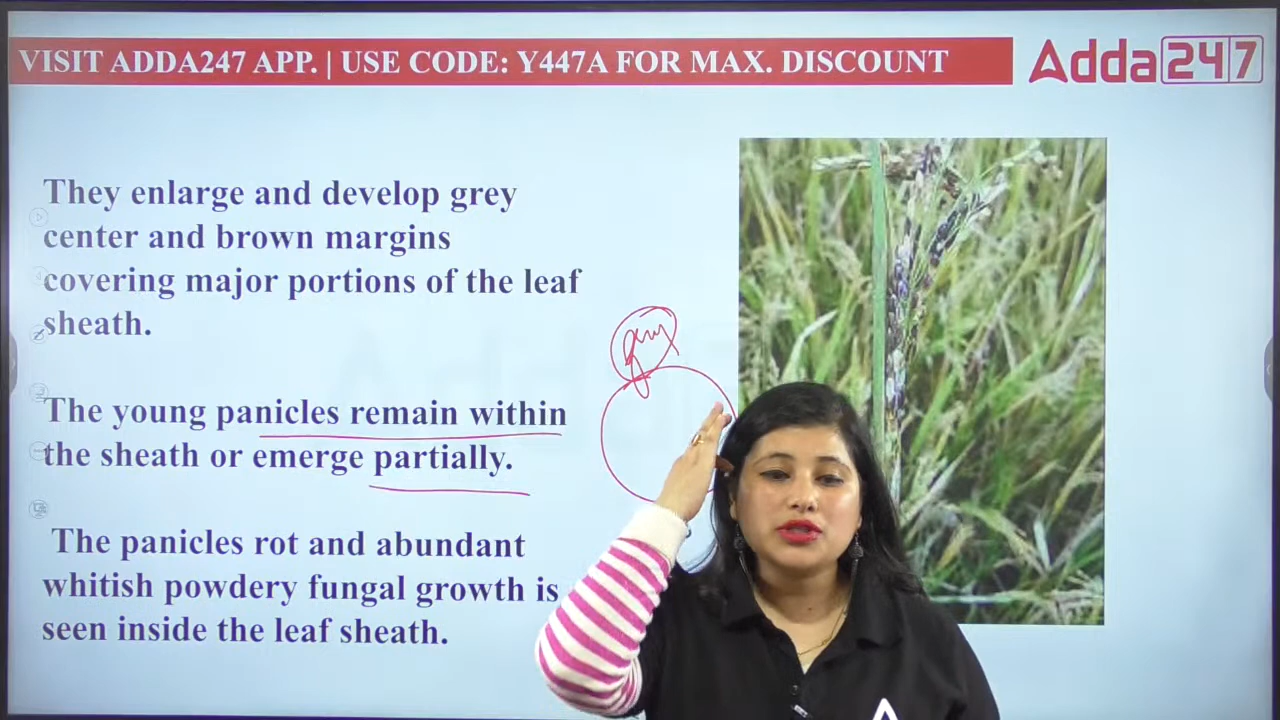 VISIT ADDA247 APP. | USE CODE: Y447A FOR MAX. DISCOUNT
Adda247
They enlarge and develop grey
center and brown margins
covering major portions of the leaf
sheath.
The young panicles remain within
the sheath or emerge partially.
The panicles rot and abundant
whitish powdery fungal growth is
seen inside the leaf sheath.